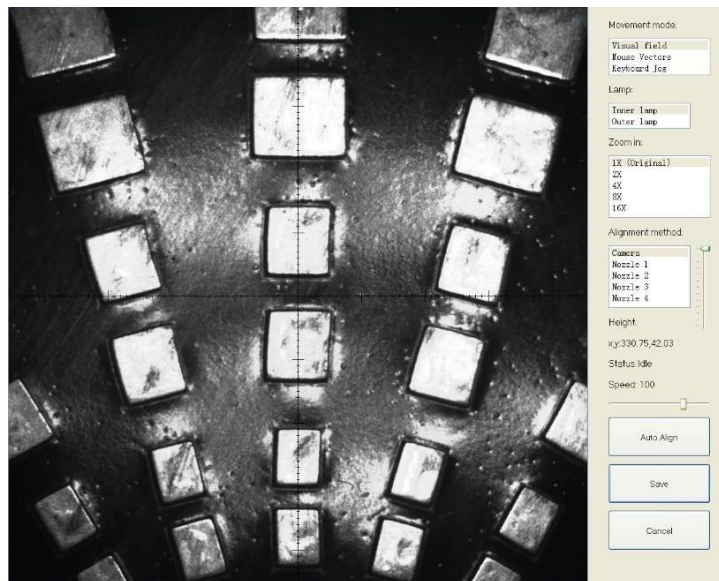 Movement mode:
Visual field
Mouse Vectors
Keyboard Jog
Lamp:
Inner lamp
Outer lamp
Zoom in:
1X (Original)
2X
4X
8X
16X
Alignment method:
Camera
Nozzle 1
Nozzle 2
Nozzle 3
Nozzle 4
Height:
x,y:330.75,42.03
Status:Idle
Speed: 100
Auto Align
Save
Cancel